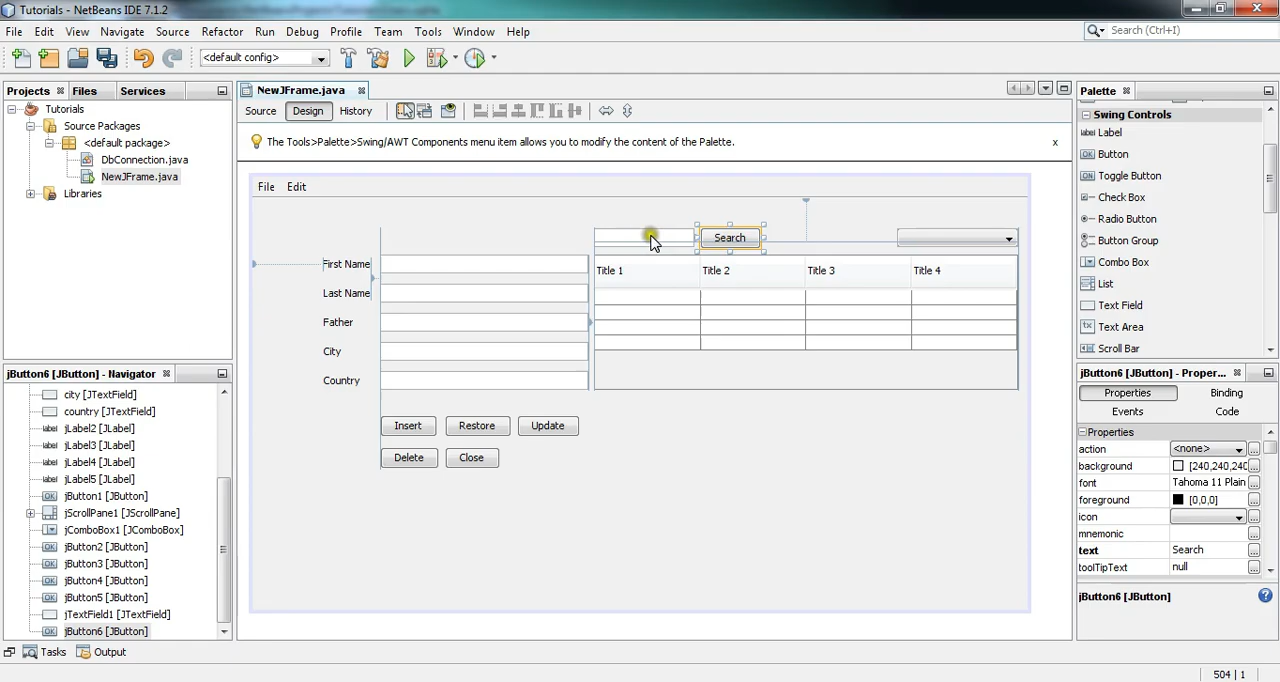 Tutorials - NetBeans IDE 7.1.2
File Edit View Navigate Source Refactor Run Debug Profile Team Tools Window Help
Search (Ctrl+I)
<default config>
Projects Files Services
Tutorials
Source Packages
<default package>
DbConnection.java
NewJFrame.java
Libraries
jButton6 [JButton] - Navigator
city [JTextField]
country [JTextField]
jLabel2 [JLabel]
jLabel3 [JLabel]
jLabel4 [JLabel]
jLabel5 [JLabel]
jButton1 [JButton]
jScrollPane1 [JScrollPane]
jComboBox1 [JComboBox]
jButton2 [JButton]
jButton3 [JButton]
jButton4 [JButton]
jButton5 [JButton]
jTextField1 [JTextField]
jButton6 [JButton]
Tasks Output
NewJFrame.java
Source Design History
The Tools>Palette>Swing/AWT Components menu item allows you to modify the content of the Palette. x
File Edit
Search
First Name
Last Name
Father
City
Country
Title 1 Title 2 Title 3 Title 4
Insert Restore Update
Delete Close
Palette
Swing Controls
label Label
OK Button
ON Toggle Button
Check Box
Radio Button
Button Group
Combo Box
List
Text Field
tx Text Area
Scroll Bar
jButton6 [JButton] - Proper...
Properties Binding
Events Code
Properties
action <none> ...
background [240,240,240 ...
font Tahoma 11 Plain ...
foreground [0,0,0] ...
icon ...
mnemonic ...
text Search ...
toolTipText null ...
jButton6 [JButton]
504 | 1